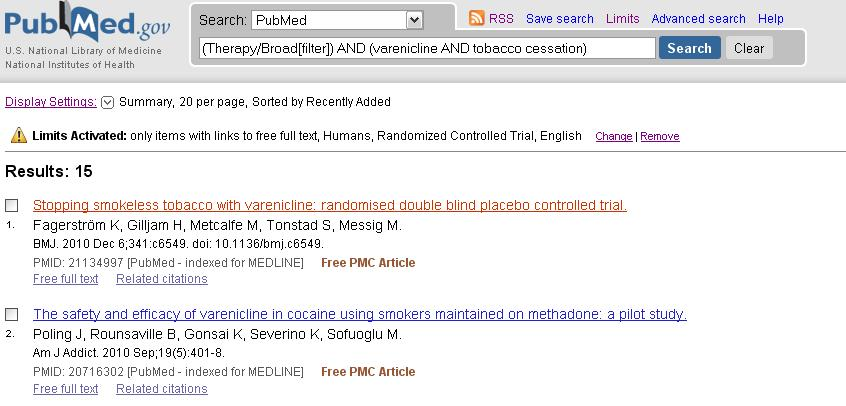 PubMed.gov
U.S. National Library of Medicine
National Institutes of Health
Search: PubMed
RSS Save search Limits Advanced search Help
(Therapy/Broad[filter]) AND (varenicline AND tobacco cessation)
Search Clear
Display Settings: Summary, 20 per page, Sorted by Recently Added
Limits Activated: only items with links to free full text, Humans, Randomized Controlled Trial, English Change | Remove
Results: 15
Stopping smokeless tobacco with varenicline: randomised double blind placebo controlled trial.
1. Fagerström K, Gilljam H, Metcalfe M, Tonstad S, Messig M.
BMJ. 2010 Dec 6;341:c6549. doi: 10.1136/bmj.c6549.
PMID: 21134997 [PubMed - indexed for MEDLINE] Free PMC Article
Free full text Related citations
The safety and efficacy of varenicline in cocaine using smokers maintained on methadone: a pilot study.
2. Poling J, Rounsaville B, Gonsai K, Severino K, Sofuoglu M.
Am J Addict. 2010 Sep;19(5):401-8.
PMID: 20716302 [PubMed - indexed for MEDLINE] Free PMC Article
Free full text Related citations